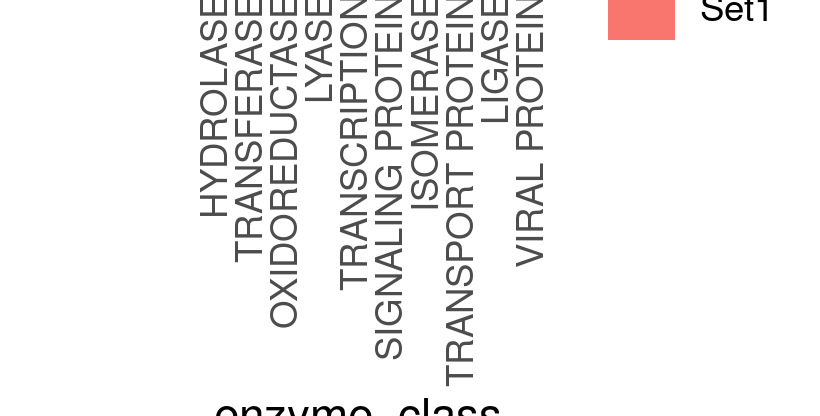 Set1
HYDROLASE
TRANSFERASE
OXIDOREDUCTASE
LYASE
TRANSCRIPTION
SIGNALING PROTEIN
ISOMERASE
TRANSPORT PROTEIN
LIGASE
VIRAL PROTEIN
enzyme_class